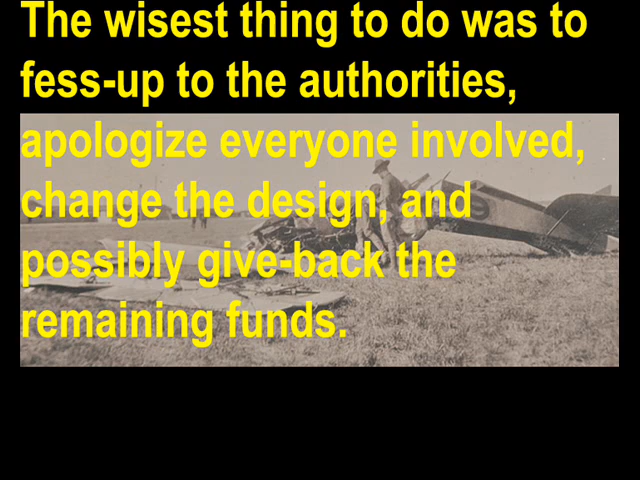 The wisest thing to do was to
fess-up to the authorities,
apologize everyone involved,
change the design, and
possibly give-back the
remaining funds.